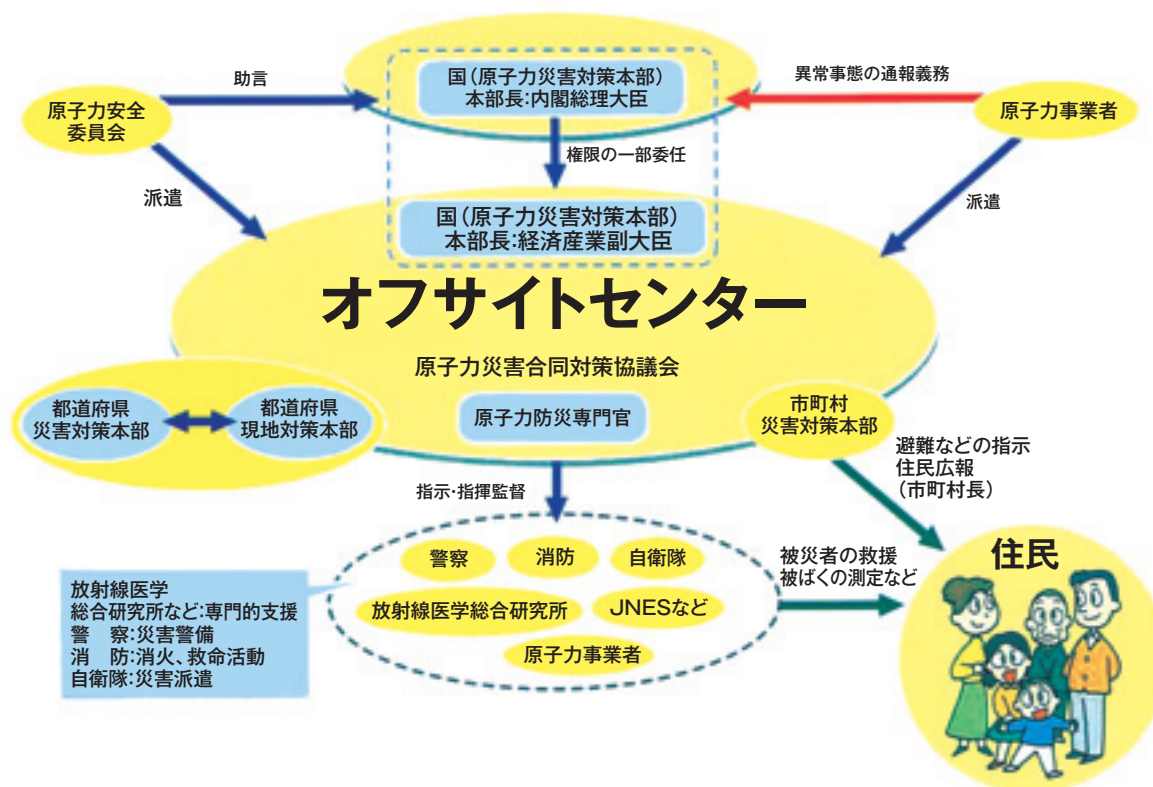 国（原子力災害対策本部）
本部長：内閣総理大臣
助言
異常事態の通報義務
原子力安全
委員会
原子力事業者
権限の一部委任
派遣
派遣
国（原子力災害対策本部）
本部長：経済産業副大臣
オフサイトセンター
原子力災害合同対策協議会
都道府県
災害対策本部
都道府県
現地対策本部
原子力防災専門官
市町村
災害対策本部
避難などの指示
住民広報
（市町村長）
指示・指揮監督
警察
消防
自衛隊
放射線医学総合研究所
JNESなど
原子力事業者
被災者の救援
被ばくの測定など
住民
放射線医学
総合研究所など：専門的支援
警　察：災害警備
消　防：消火、救命活動
自衛隊：災害派遣